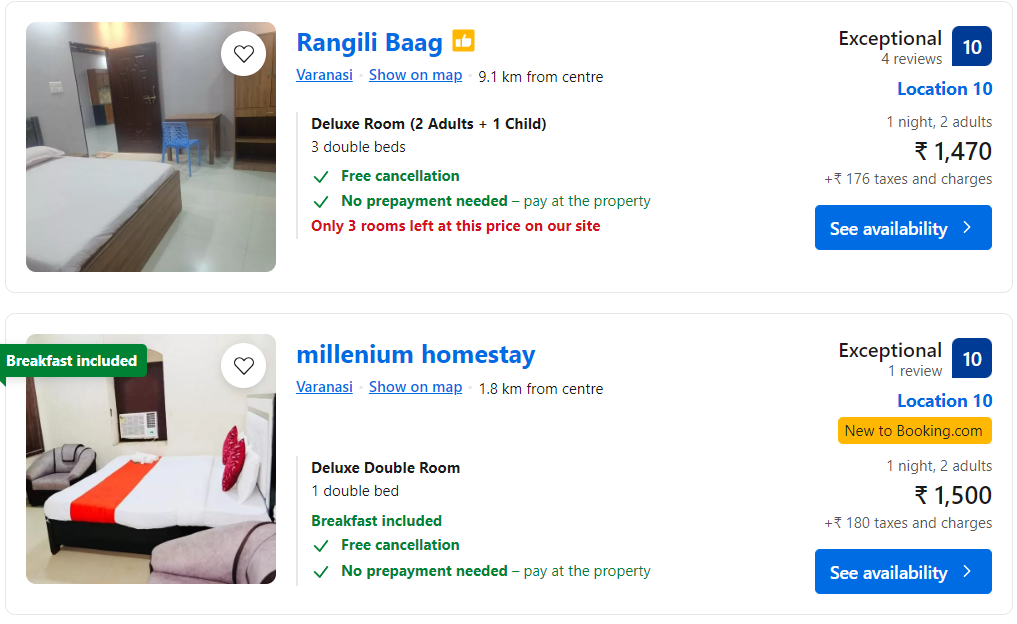 Rangili Baag
Varanasi Show on map 9.1 km from centre
Deluxe Room (2 Adults + 1 Child)
3 double beds
Free cancellation
No prepayment needed – pay at the property
Only 3 rooms left at this price on our site
Exceptional 10
4 reviews
Location 10
1 night, 2 adults
₹ 1,470
+₹ 176 taxes and charges
See availability
Breakfast included
millenium homestay
Varanasi Show on map 1.8 km from centre
Deluxe Double Room
1 double bed
Breakfast included
Free cancellation
No prepayment needed – pay at the property
Exceptional 10
1 review
Location 10
New to Booking.com
1 night, 2 adults
₹ 1,500
+₹ 180 taxes and charges
See availability